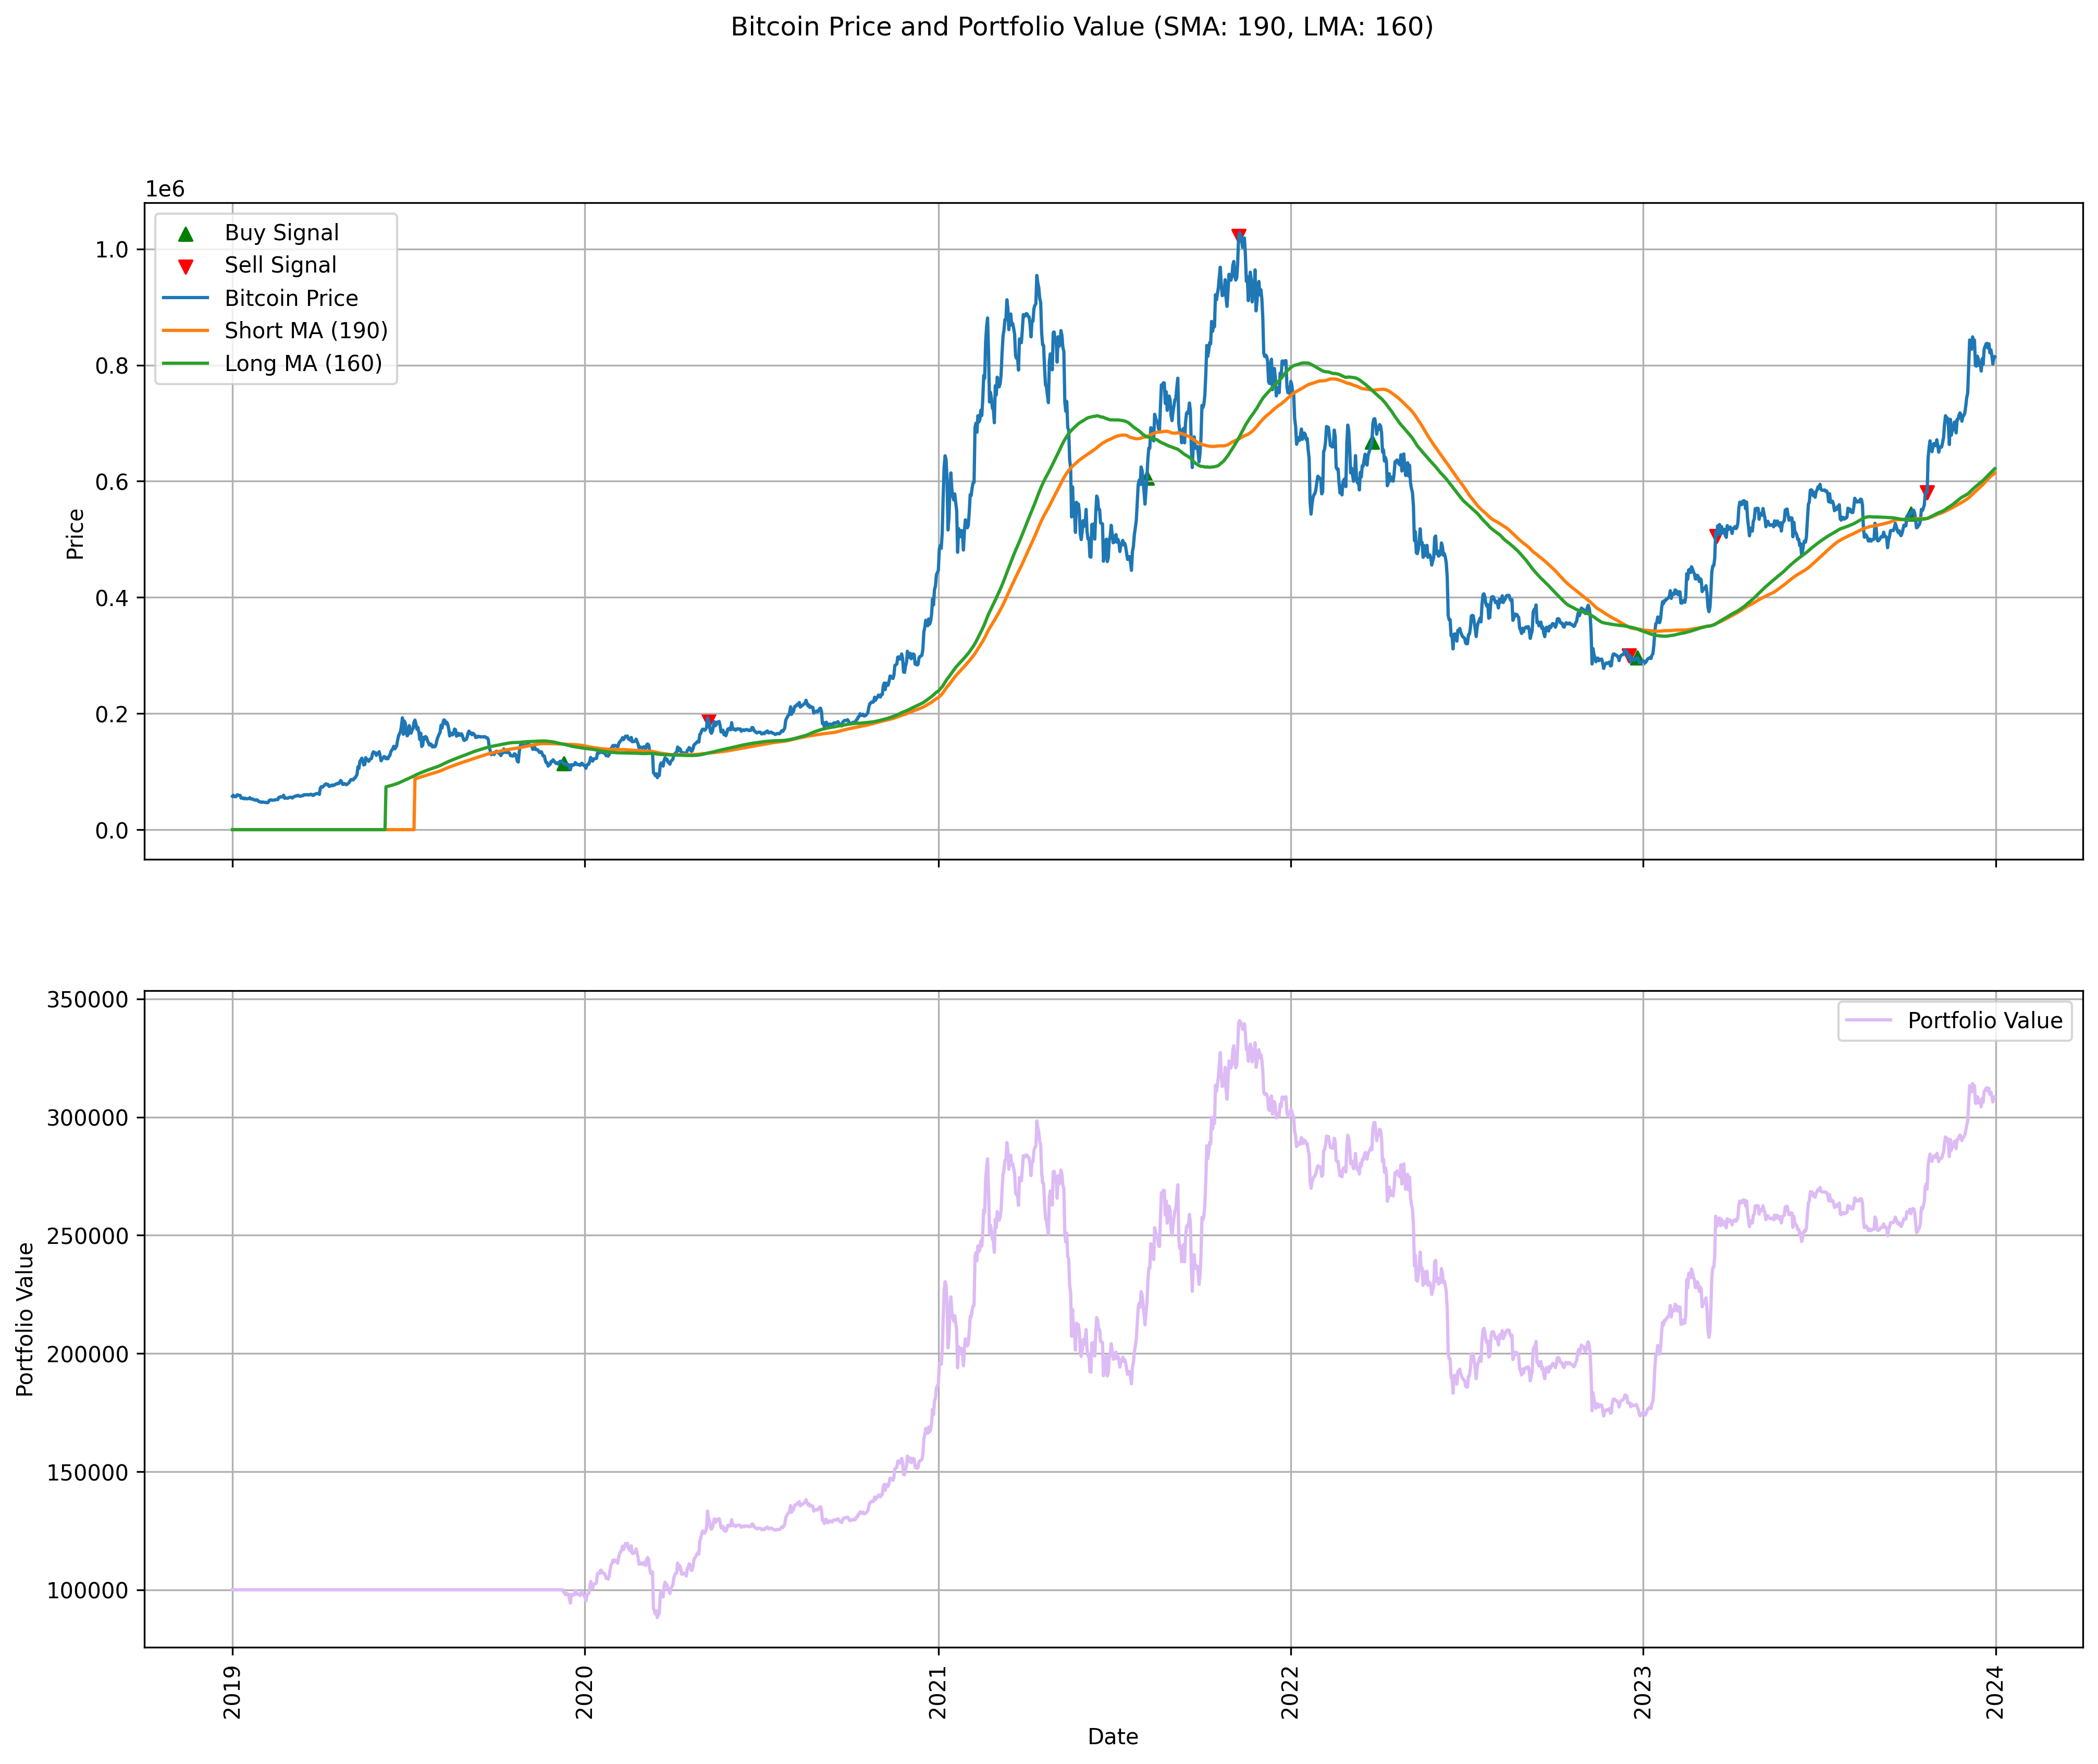 Bitcoin Price and Portfolio Value (SMA: 190, LMA: 160)
1e6
Buy Signal
Sell Signal
Bitcoin Price
Short MA (190)
Long MA (160)
1.0
0.8
0.6
0.4
0.2
0.0
Price
Portfolio Value
350000
300000
250000
200000
150000
100000
Portfolio Value
2019
2020
2021
2022
2023
2024
Date